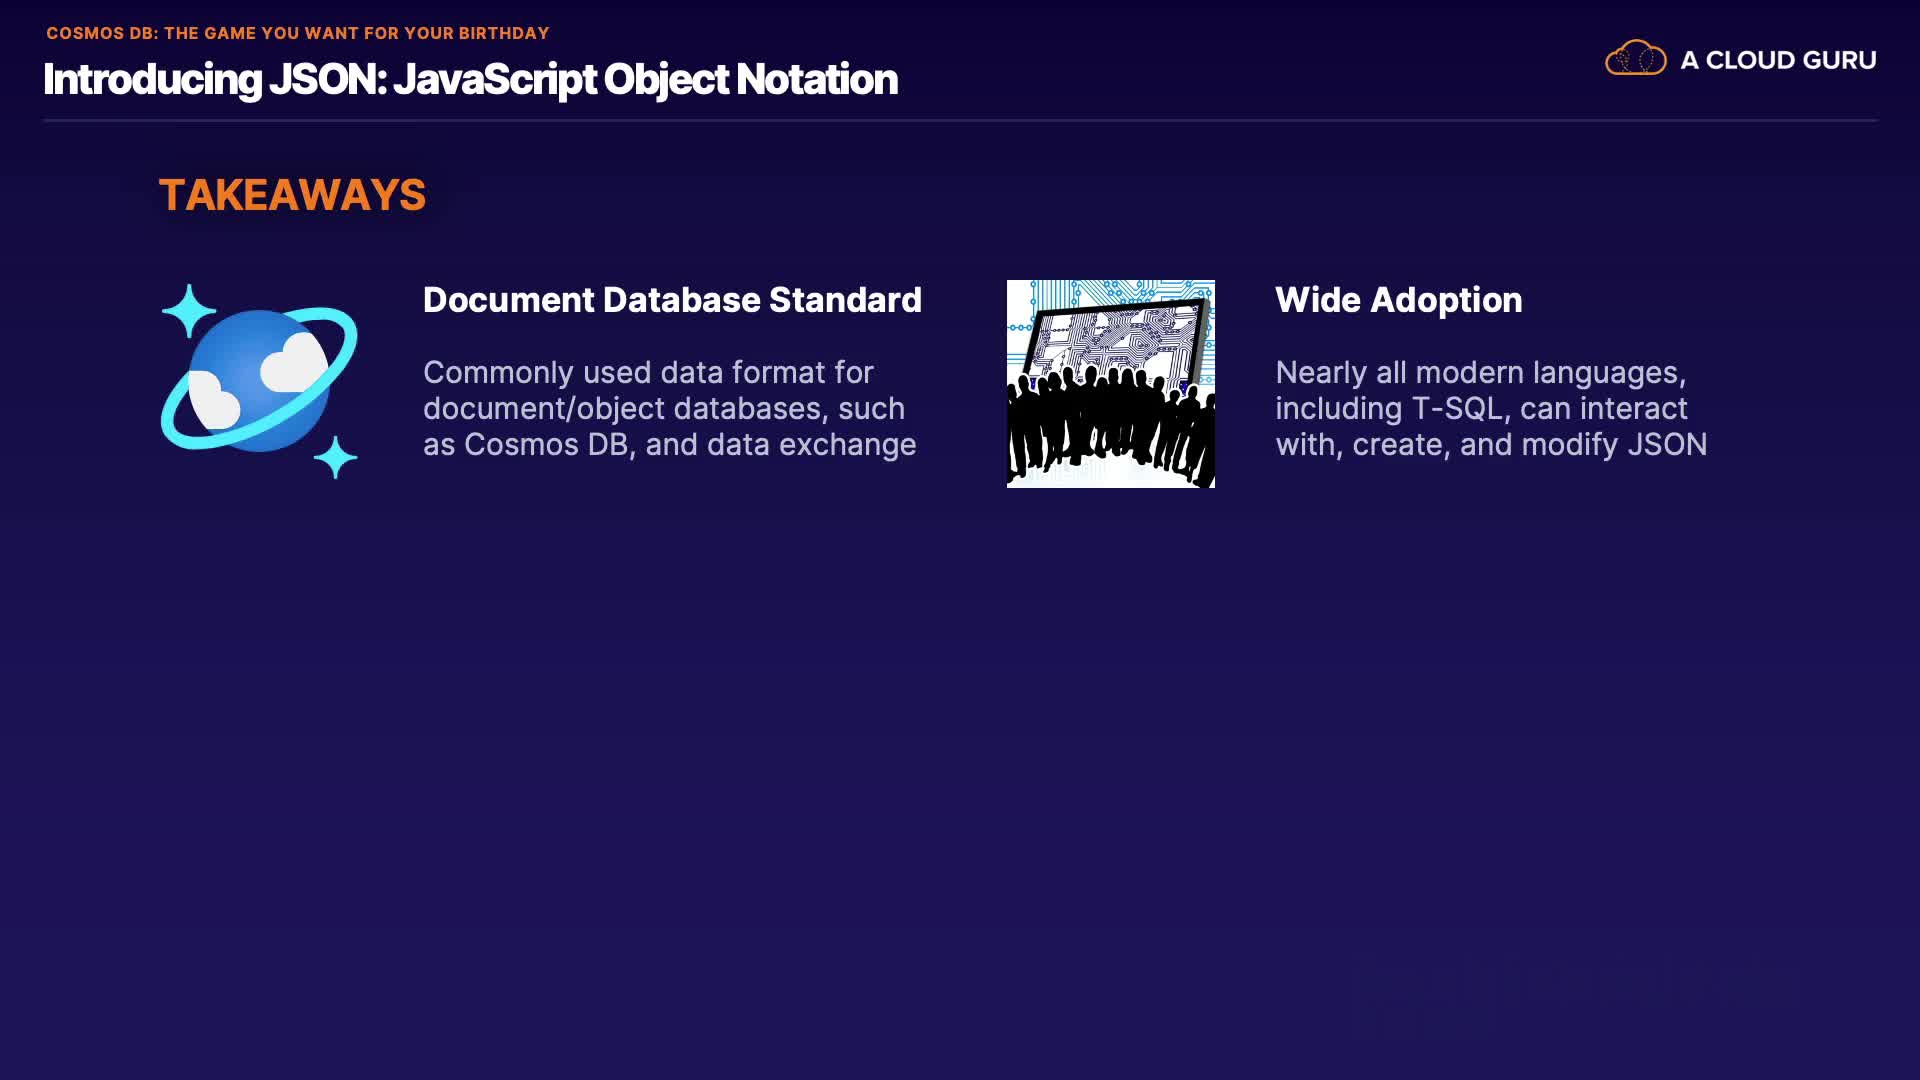 COSMOS DB: THE GAME YOU WANT FOR YOUR BIRTHDAY
Introducing JSON: JavaScript Object Notation
A CLOUD GURU
TAKEAWAYS
Document Database Standard
Commonly used data format for
document/object databases, such
as Cosmos DB, and data exchange
Wide Adoption
Nearly all modern languages,
including T-SQL, can interact
with, create, and modify JSON